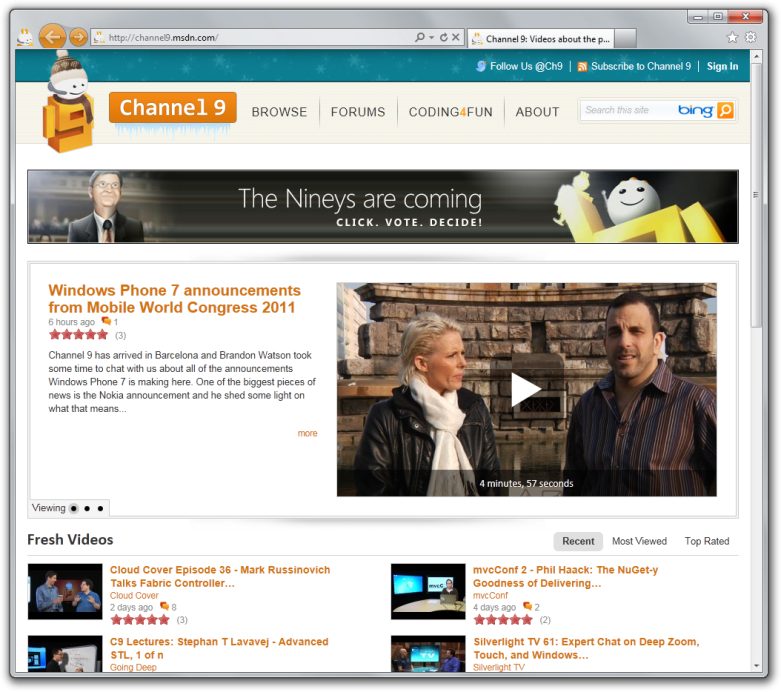 http://channel9.msdn.com/
Channel 9: Videos about the p...
Follow Us @Ch9 | Subscribe to Channel 9 | Sign In
Channel 9
BROWSE
FORUMS
CODING4FUN
ABOUT
Search this site
bing
The Nineys are coming
CLICK. VOTE. DECIDE!
Windows Phone 7 announcements
from Mobile World Congress 2011
6 hours ago 1
(3)
Channel 9 has arrived in Barcelona and Brandon Watson took
some time to chat with us about all of the announcements
Windows Phone 7 is making here. One of the biggest pieces of
news is the Nokia announcement and he shed some light on
what that means...
more
4 minutes, 57 seconds
Viewing
Fresh Videos
Recent
Most Viewed
Top Rated
Cloud Cover Episode 36 - Mark Russinovich
Talks Fabric Controller...
Cloud Cover
2 days ago 8
(3)
mvcConf 2 - Phil Haack: The NuGet-y
Goodness of Delivering...
mvcConf
4 days ago 2
(2)
C9 Lectures: Stephan T Lavavej - Advanced
STL, 1 of n
Going Deep
Silverlight TV 61: Expert Chat on Deep Zoom,
Touch, and Windows...
Silverlight TV